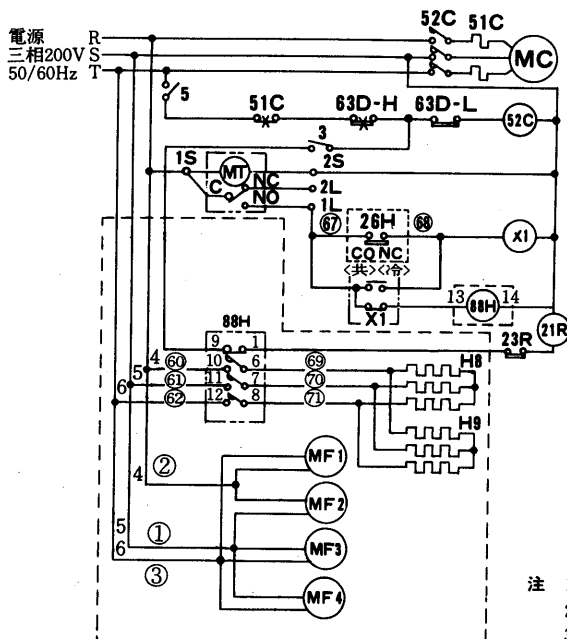 電源 R
三相200V S
50/60Hz T
52C 51C
MC
5
51C 63D-H 63D-L
52C
3
1S MT 2S
C NC 2L
NO 1L
67 26H 68
CO NC
X1
<共><冷>
X1
13 88H 14
21R
88H
9 1
23R
4 60 10 6 69 H8
5 61 11 7 70
6 62 12 8 71
H9
MF1
② 4
MF2
5 ①
6
MF3
③
MF4
注